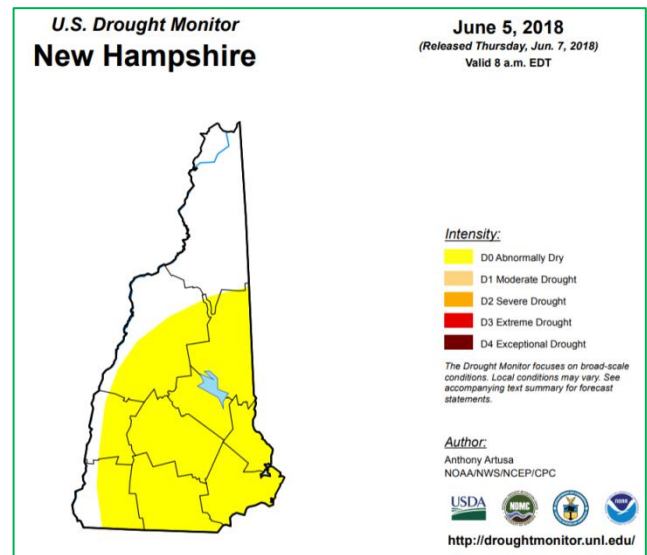 U.S. Drought Monitor
New Hampshire
June 5, 2018
(Released Thursday, Jun. 7, 2018)
Valid 8 a.m. EDT
Intensity:
D0 Abnormally Dry
D1 Moderate Drought
D2 Severe Drought
D3 Extreme Drought
D4 Exceptional Drought
The Drought Monitor focuses on broad-scale
conditions. Local conditions may vary. See
accompanying text summary for forecast
statements.
Author:
Anthony Artusa
NOAA/NWS/NCEP/CPC
USDA
NDMC
NOAA
http://droughtmonitor.unl.edu/